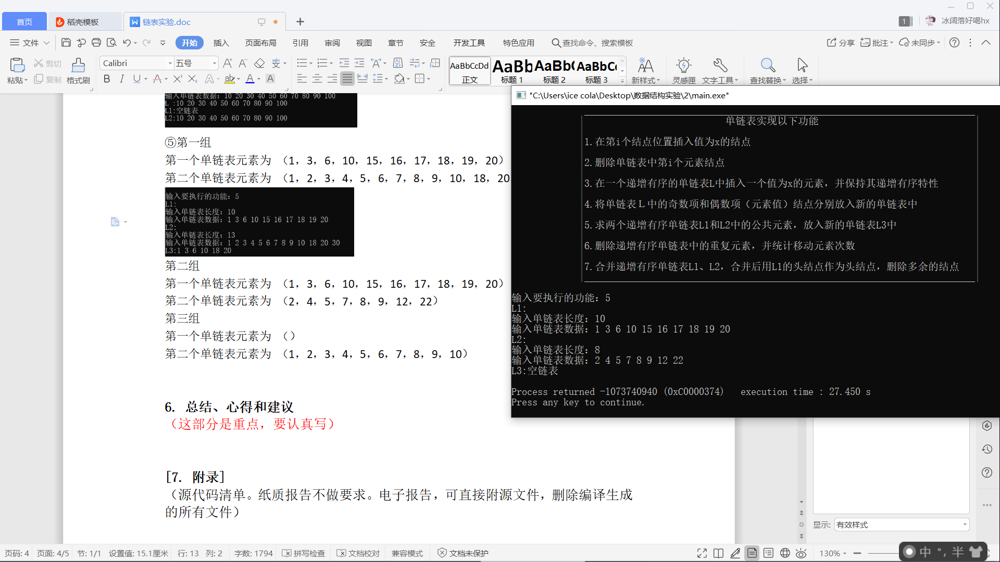 首页
稻壳模板
链表实验.doc
1
冰阔落好喝hx
文件
开始
插入
页面布局
引用
审阅
视图
章节
安全
开发工具
特色应用
查找命令、搜索模板
分享
批注
未同步
粘贴
剪切
复制
格式刷
Calibri
五号
AaBbCcDd
正文
AaBb
标题 1
AaBb(
标题 2
AaBbC
标题 3
新样式
灵感匣
文字工具
查找替换
选择
输入单链表数据: 10 20 30 40 50 60 70 80 90 100
L :10 20 30 40 50 60 70 80 90 100
L1:空链表
L2:10 20 30 40 50 60 70 80 90 100
⑤第一组
第一个单链表元素为 （1，3，6，10，15，16，17，18，19，20）
第二个单链表元素为 （1，2，3，4，5，6，7，8，9，10，18，20
输入要执行的功能: 5
L1:
输入单链表长度: 10
输入单链表数据: 1 3 6 10 15 16 17 18 19 20
L2:
输入单链表长度: 13
输入单链表数据: 1 2 3 4 5 6 7 8 9 10 18 20 30
L3:1 3 6 10 18 20
第二组
第一个单链表元素为 （1，3，6，10，15，16，17，18，19，20）
第二个单链表元素为 （2，4，5，7，8，9，12，22）
第三组
第一个单链表元素为 （）
第二个单链表元素为 （1，2，3，4，5，6，7，8，9，10）
6. 总结、心得和建议
（这部分是重点，要认真写）
[7. 附录]
（源代码清单。纸质报告不做要求。电子报告，可直接附源文件，删除编译生成
的所有文件）
"C:\Users\ice cola\Desktop\数据结构实验\2\main.exe"
单链表实现以下功能
1.在第i个结点位置插入值为x的结点
2.删除单链表中第i个元素结点
3.在一个递增有序的单链表L中插入一个值为x的元素，并保持其递增有序特性
4.将单链表Ｌ中的奇数项和偶数项（元素值）结点分别放入新的单链表中
5.求两个递增有序单链表L1和L2中的公共元素，放入新的单链表L3中
6.删除递增有序单链表中的重复元素，并统计移动元素次数
7.合并递增有序单链表L1、L2，合并后用L1的头结点作为头结点，删除多余的结点
输入要执行的功能: 5
L1:
输入单链表长度: 10
输入单链表数据: 1 3 6 10 15 16 17 18 19 20
L2:
输入单链表长度: 8
输入单链表数据: 2 4 5 7 8 9 12 22
L3:空链表
Process returned -1073740940 (0xC0000374)   execution time : 27.450 s
Press any key to continue.
显示: 有效样式
页码: 4
页面: 4/5
节: 1/1
设置值: 15.1厘米
行: 13
列: 2
字数: 1794
拼写检查
文档校对
兼容模式
文档未保护
130%
中 °, 半